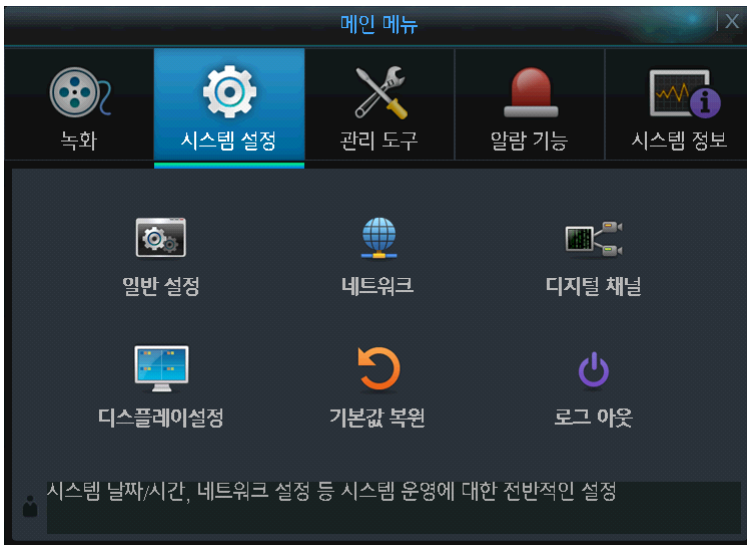 메인 메뉴
X
녹화
시스템 설정
관리 도구
알람 기능
시스템 정보
일반 설정
네트워크
디지털 채널
디스플레이설정
기본값 복원
로그 아웃
시스템 날짜/시간, 네트워크 설정 등 시스템 운영에 대한 전반적인 설정